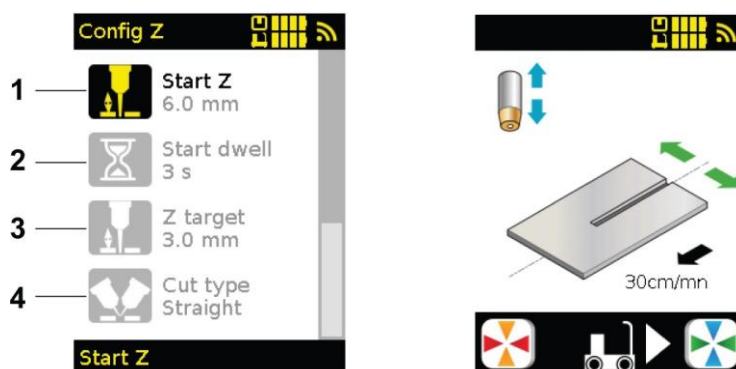 Config Z
1
Start Z
6.0 mm
2
Start dwell
3 s
3
Z target
3.0 mm
4
Cut type
Straight
Start Z
30cm/mn